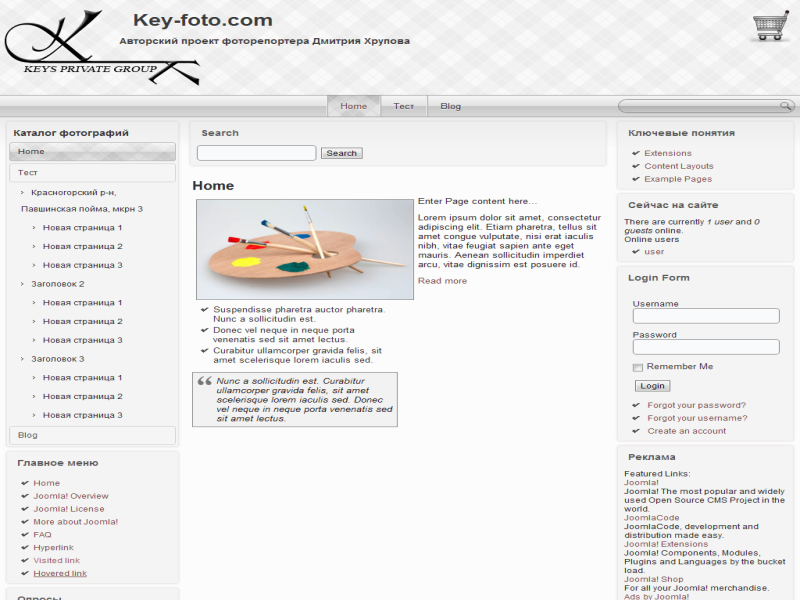 Key-foto.com
Авторский проект фоторепортера Дмитрия Хрупова
KEYS PRIVATE GROUP
Home
Тест
Blog
Каталог фотографий
Home
Тест
Красногорский р-н,
Павшинская пойма, мкрн 3
Новая страница 1
Новая страница 2
Новая страница 3
Заголовок 2
Новая страница 1
Новая страница 2
Новая страница 3
Заголовок 3
Новая страница 1
Новая страница 2
Новая страница 3
Blog
Главное меню
Home
Joomla! Overview
Joomla! License
More about Joomla!
FAQ
Hyperlink
Visited link
Hovered link
Опросы
Search
Search
Home
Enter Page content here...
Lorem ipsum dolor sit amet, consectetur
adipiscing elit. Etiam pharetra, tellus sit
amet congue vulputate, nisi erat iaculis
nibh, vitae feugiat sapien ante eget
mauris. Aenean sollicitudin imperdiet
arcu, vitae dignissim est posuere id.
Read more
Suspendisse pharetra auctor pharetra.
Nunc a sollicitudin est.
Donec vel neque in neque porta
venenatis sed sit amet lectus.
Curabitur ullamcorper gravida felis, sit
amet scelerisque lorem iaculis sed.
Nunc a sollicitudin est. Curabitur
ullamcorper gravida felis, sit amet
scelerisque lorem iaculis sed. Donec
vel neque in neque porta venenatis sed
sit amet lectus.
Ключевые понятия
Extensions
Content Layouts
Example Pages
Сейчас на сайте
There are currently 1 user and 0
guests online.
Online users
user
Login Form
Username
Password
Remember Me
Login
Forgot your password?
Forgot your username?
Create an account
Реклама
Featured Links:
Joomla!
Joomla! The most popular and widely
used Open Source CMS Project in the
world.
JoomlaCode
JoomlaCode, development and
distribution made easy.
Joomla! Extensions
Joomla! Components, Modules,
Plugins and Languages by the bucket
load.
Joomla! Shop
For all your Joomla! merchandise.
Ads by Joomla!